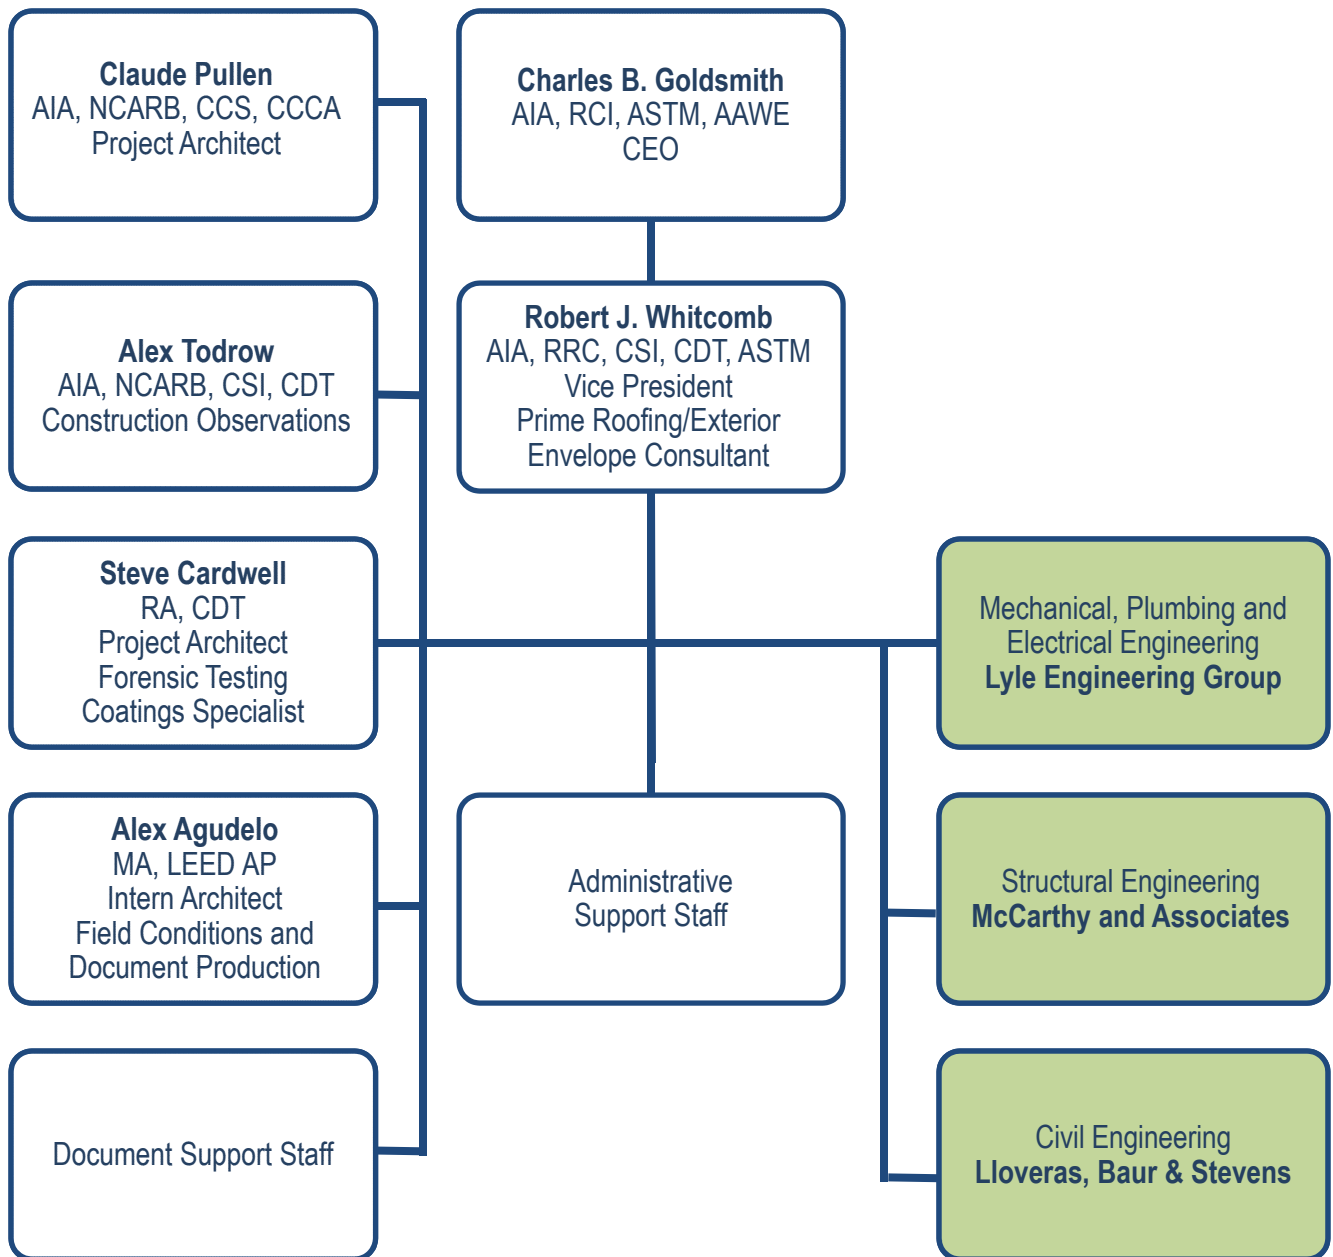 Claude Pullen
AIA, NCARB, CCS, CCCA
Project Architect
Charles B. Goldsmith
AIA, RCI, ASTM, AAWE
CEO
Alex Todrow
AIA, NCARB, CSI, CDT
Construction Observations
Robert J. Whitcomb
AIA, RRC, CSI, CDT, ASTM
Vice President
Prime Roofing/Exterior
Envelope Consultant
Steve Cardwell
RA, CDT
Project Architect
Forensic Testing
Coatings Specialist
Mechanical, Plumbing and
Electrical Engineering
Lyle Engineering Group
Alex Agudelo
MA, LEED AP
Intern Architect
Field Conditions and
Document Production
Administrative
Support Staff
Structural Engineering
McCarthy and Associates
Document Support Staff
Civil Engineering
Lloveras, Baur & Stevens